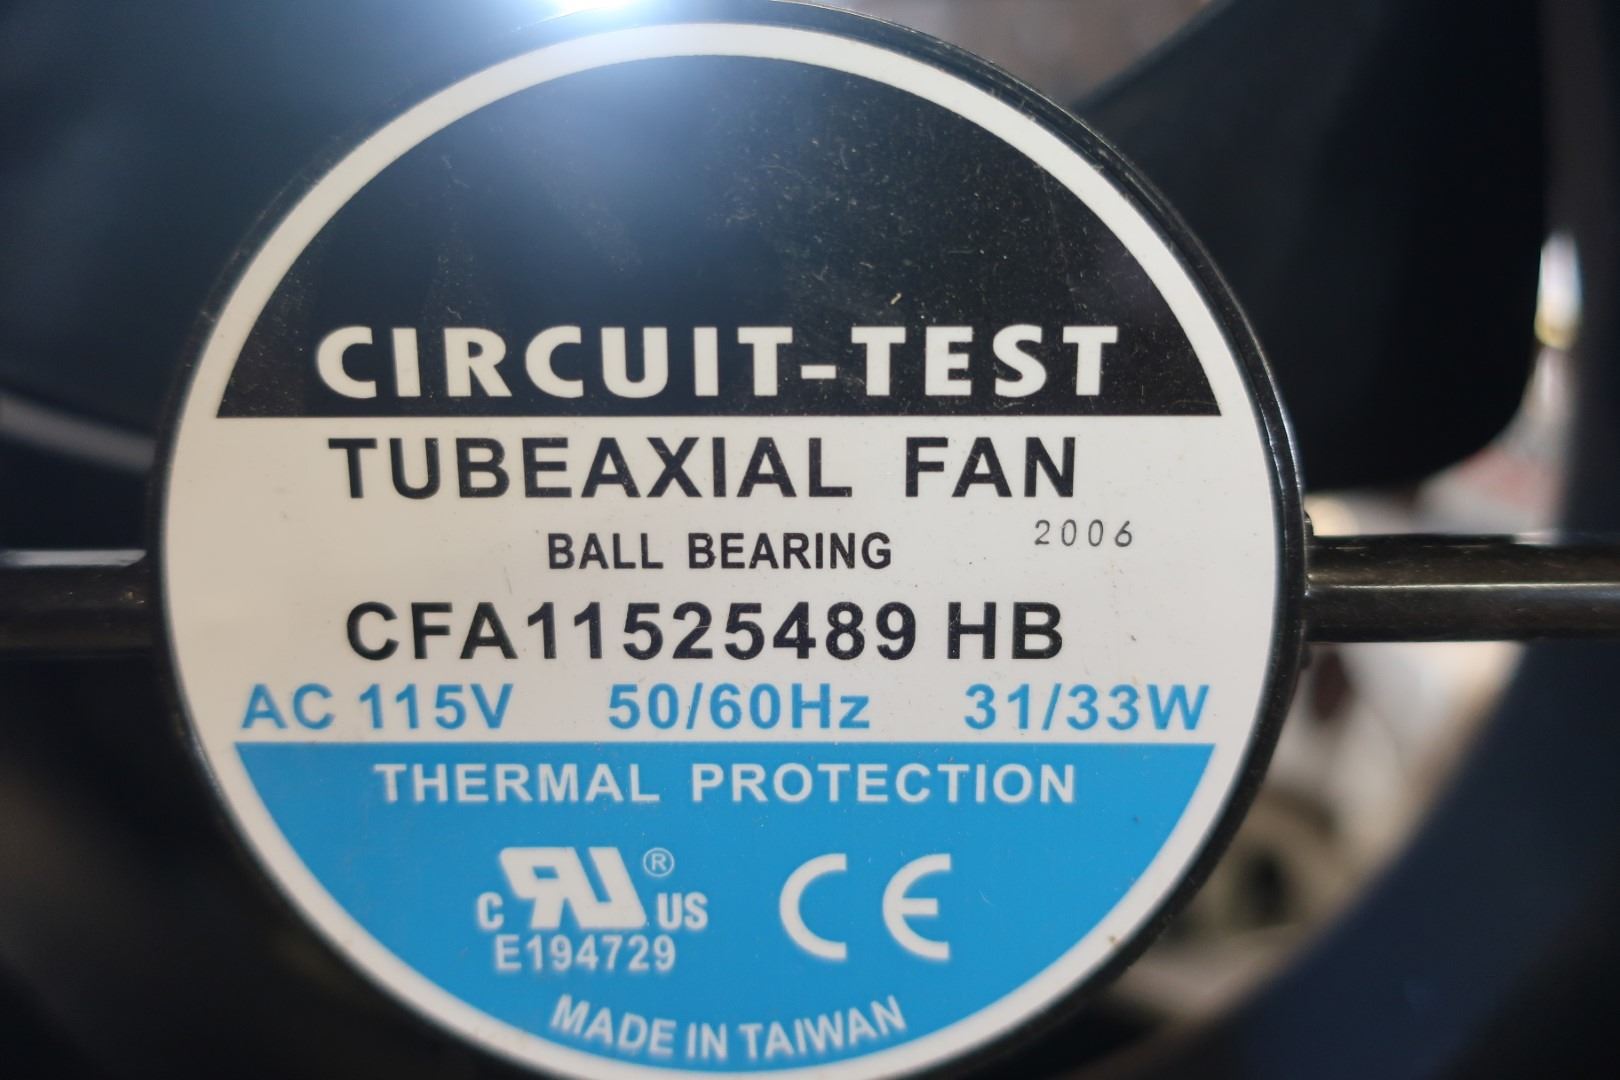 CIRCUIT-TEST
TUBEAXIAL FAN
BALL BEARING 2006
CFA11525489 HB
AC 115V 50/60Hz 31/33W
THERMAL PROTECTION
C RU® US CE
E194729
MADE IN TAIWAN